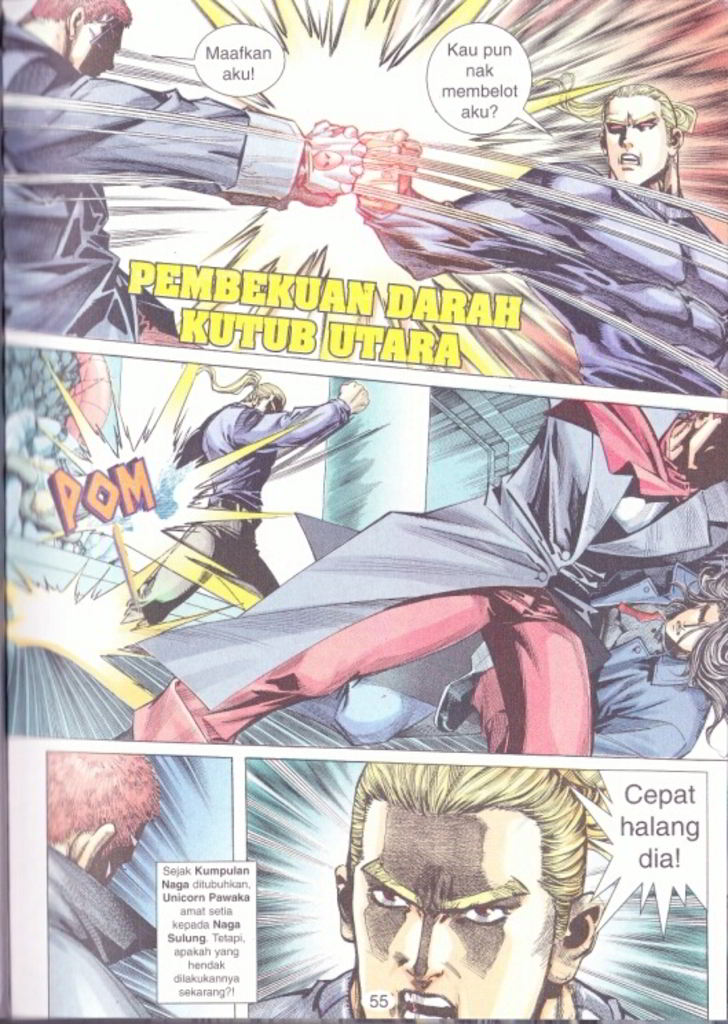 Maafkan
aku!
Kau pun
nak
membelot
aku?
PEMBEKUAN DARAH
KUTUB UTARA
POM
Sejak Kumpulan
Naga ditubuhkan,
Unicorn Pawaka
amat setia
kepada Naga
Sulung. Tetapi,
apakah yang
hendak
dilakukannya
sekarang?!
Cepat
halang
dia!
55